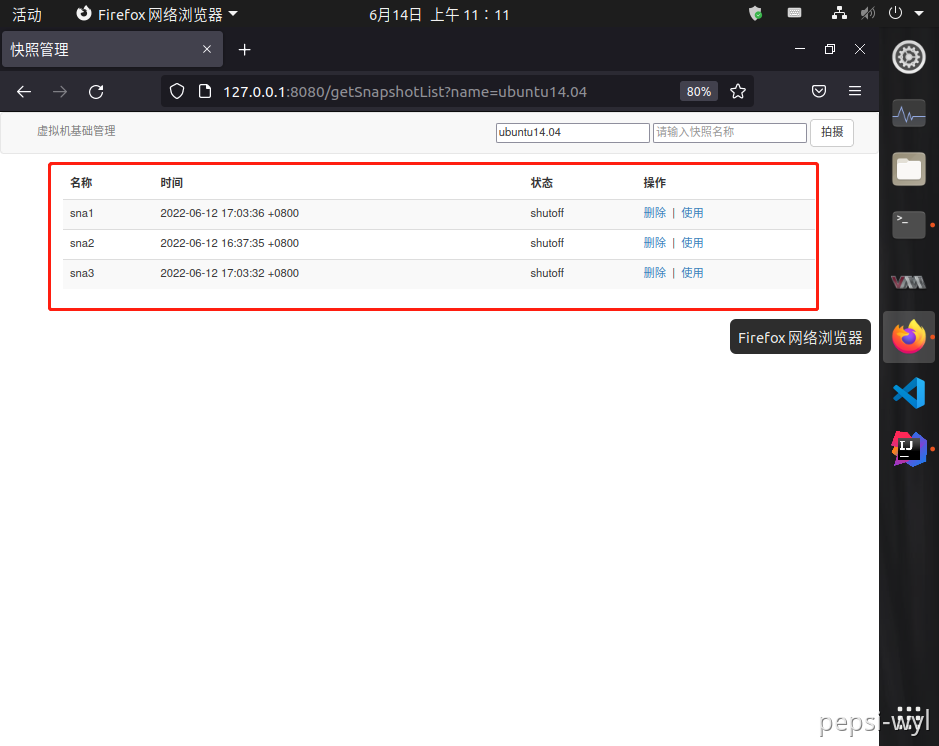 活动 Firefox 网络浏览器 6月14日 上午 11：11
快照管理
127.0.0.1:8080/getSnapshotList?name=ubuntu14.04 80%
虚拟机基础管理 ubuntu14.04 请输入快照名称 拍摄
名称 时间 状态 操作
sna1 2022-06-12 17:03:36 +0800 shutoff 删除 | 使用
sna2 2022-06-12 16:37:35 +0800 shutoff 删除 | 使用
sna3 2022-06-12 17:03:32 +0800 shutoff 删除 | 使用
Firefox 网络浏览器
IJ
pepsi-wyl